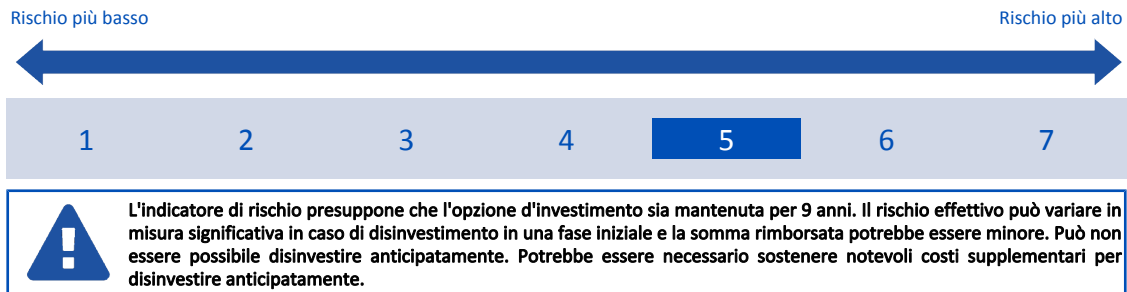 Rischio più basso Rischio più alto
1 2 3 4 5 6 7
L'indicatore di rischio presuppone che l'opzione d'investimento sia mantenuta per 9 anni. Il rischio effettivo può variare in
misura significativa in caso di disinvestimento in una fase iniziale e la somma rimborsata potrebbe essere minore. Può non
essere possibile disinvestire anticipatamente. Potrebbe essere necessario sostenere notevoli costi supplementari per
disinvestire anticipatamente.